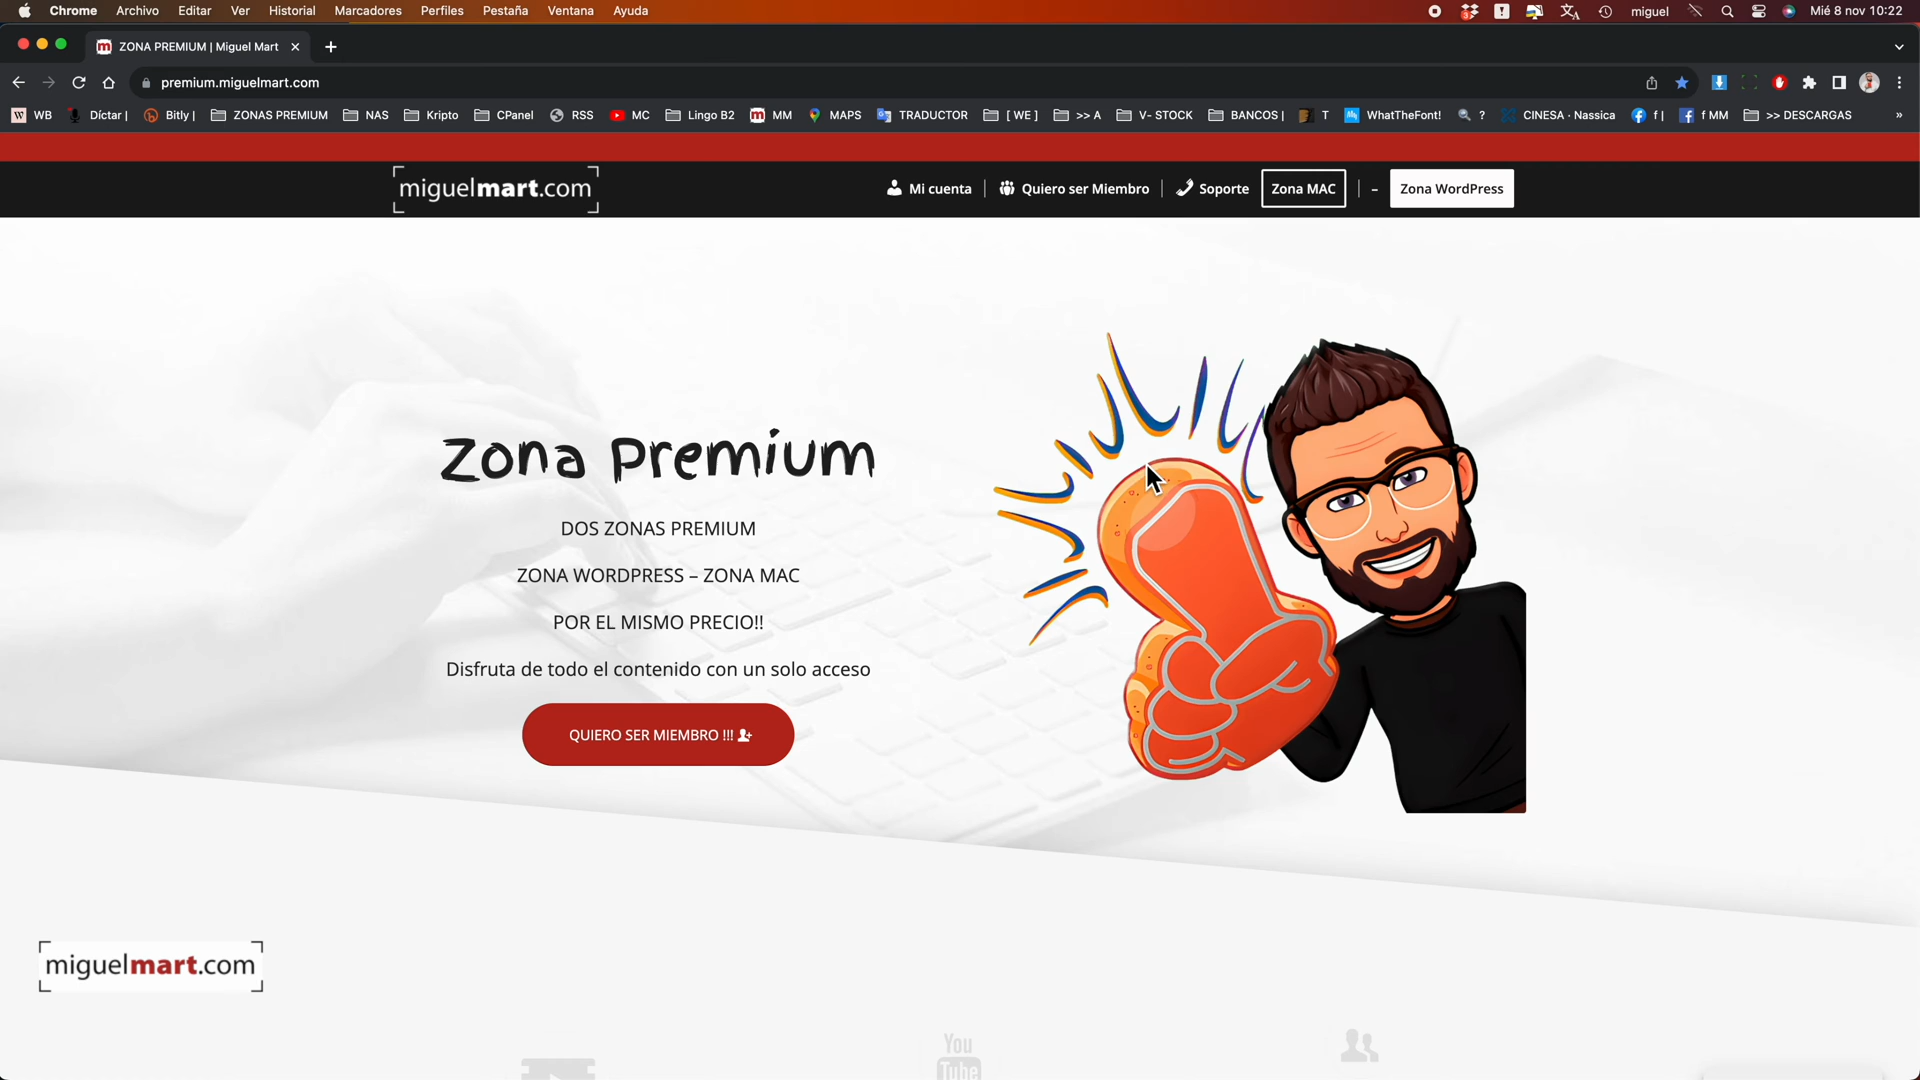 Chrome Archivo Editar Ver Historial Marcadores Perfiles Pestaña Ventana Ayuda
3 miguel Mié 8 nov 10:22
ZONA PREMIUM | Miguel Mart
premium.miguelmart.com
W WB Díctar | Bitly | ZONAS PREMIUM NAS Kripto CPanel RSS MC Lingo B2 m MM MAPS TRADUCTOR [ WE ] >> A V- STOCK BANCOS | T WhatTheFont! ? CINESA · Nassica f | f MM >> DESCARGAS »
miguelmart.com
Mi cuenta | Quiero ser Miembro | Soporte Zona MAC | – Zona WordPress
Zona Premium
DOS ZONAS PREMIUM
ZONA WORDPRESS – ZONA MAC
POR EL MISMO PRECIO!!
Disfruta de todo el contenido con un solo acceso
QUIERO SER MIEMBRO !!!
miguelmart.com
You
Tube